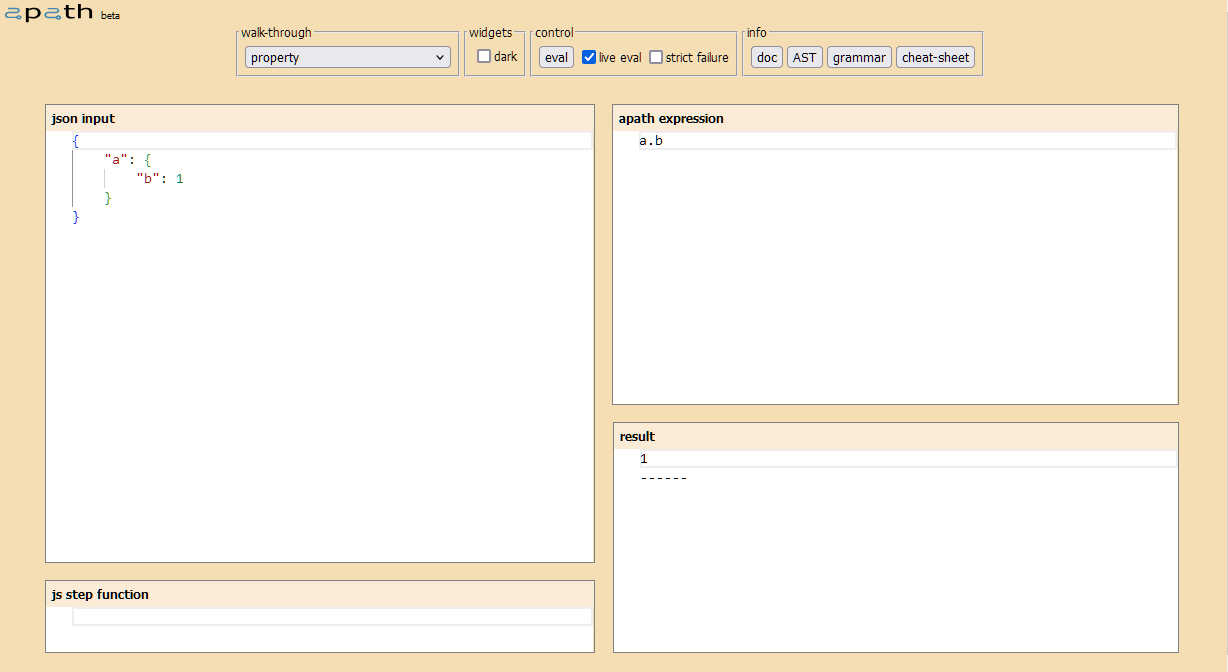 apath beta
walk-through widgets control info
property dark eval live eval strict failure doc AST grammar cheat-sheet
json input
{
"a": {
"b": 1
}
}
apath expression
a.b
result
1
------
js step function